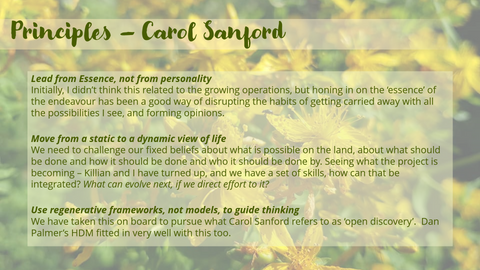 Principles – Carol Sanford
Lead from Essence, not from personality
Initially, I didn't think this related to the growing operations, but honing in on the 'essence' of
the endeavour has been a good way of disrupting the habits of getting carried away with all
the possibilities I see, and forming opinions.
Move from a static to a dynamic view of life
We need to challenge our fixed beliefs about what is possible on the land, about what should
be done and how it should be done and who it should be done by. Seeing what the project is
becoming – Killian and I have turned up, and we have a set of skills, how can that be
integrated? What can evolve next, if we direct effort to it?
Use regenerative frameworks, not models, to guide thinking
We have taken this on board to pursue what Carol Sanford refers to as 'open discovery'. Dan
Palmer's HDM fitted in very well with this too.